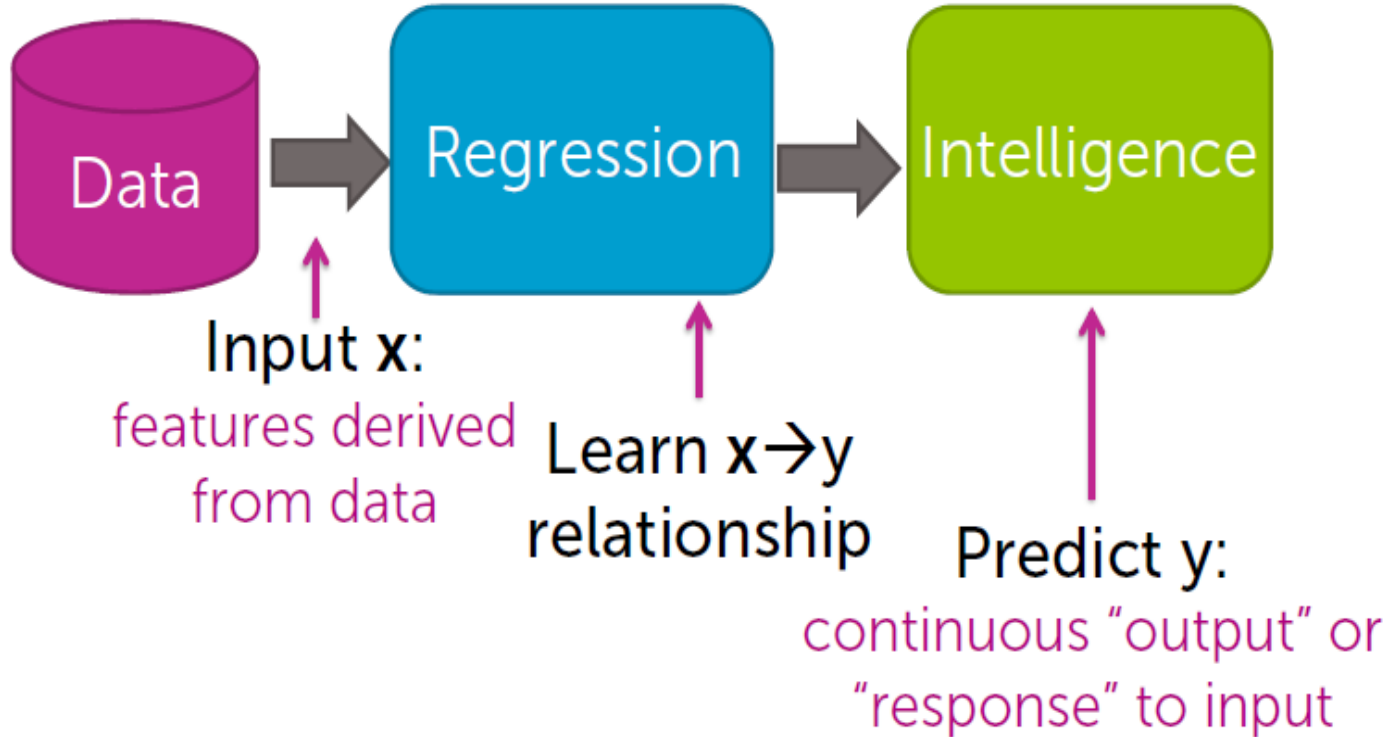 Data
Regression
Intelligence
Input x:
features derived
from data
Learn x→y
relationship
Predict y:
continuous “output” or
“response” to input